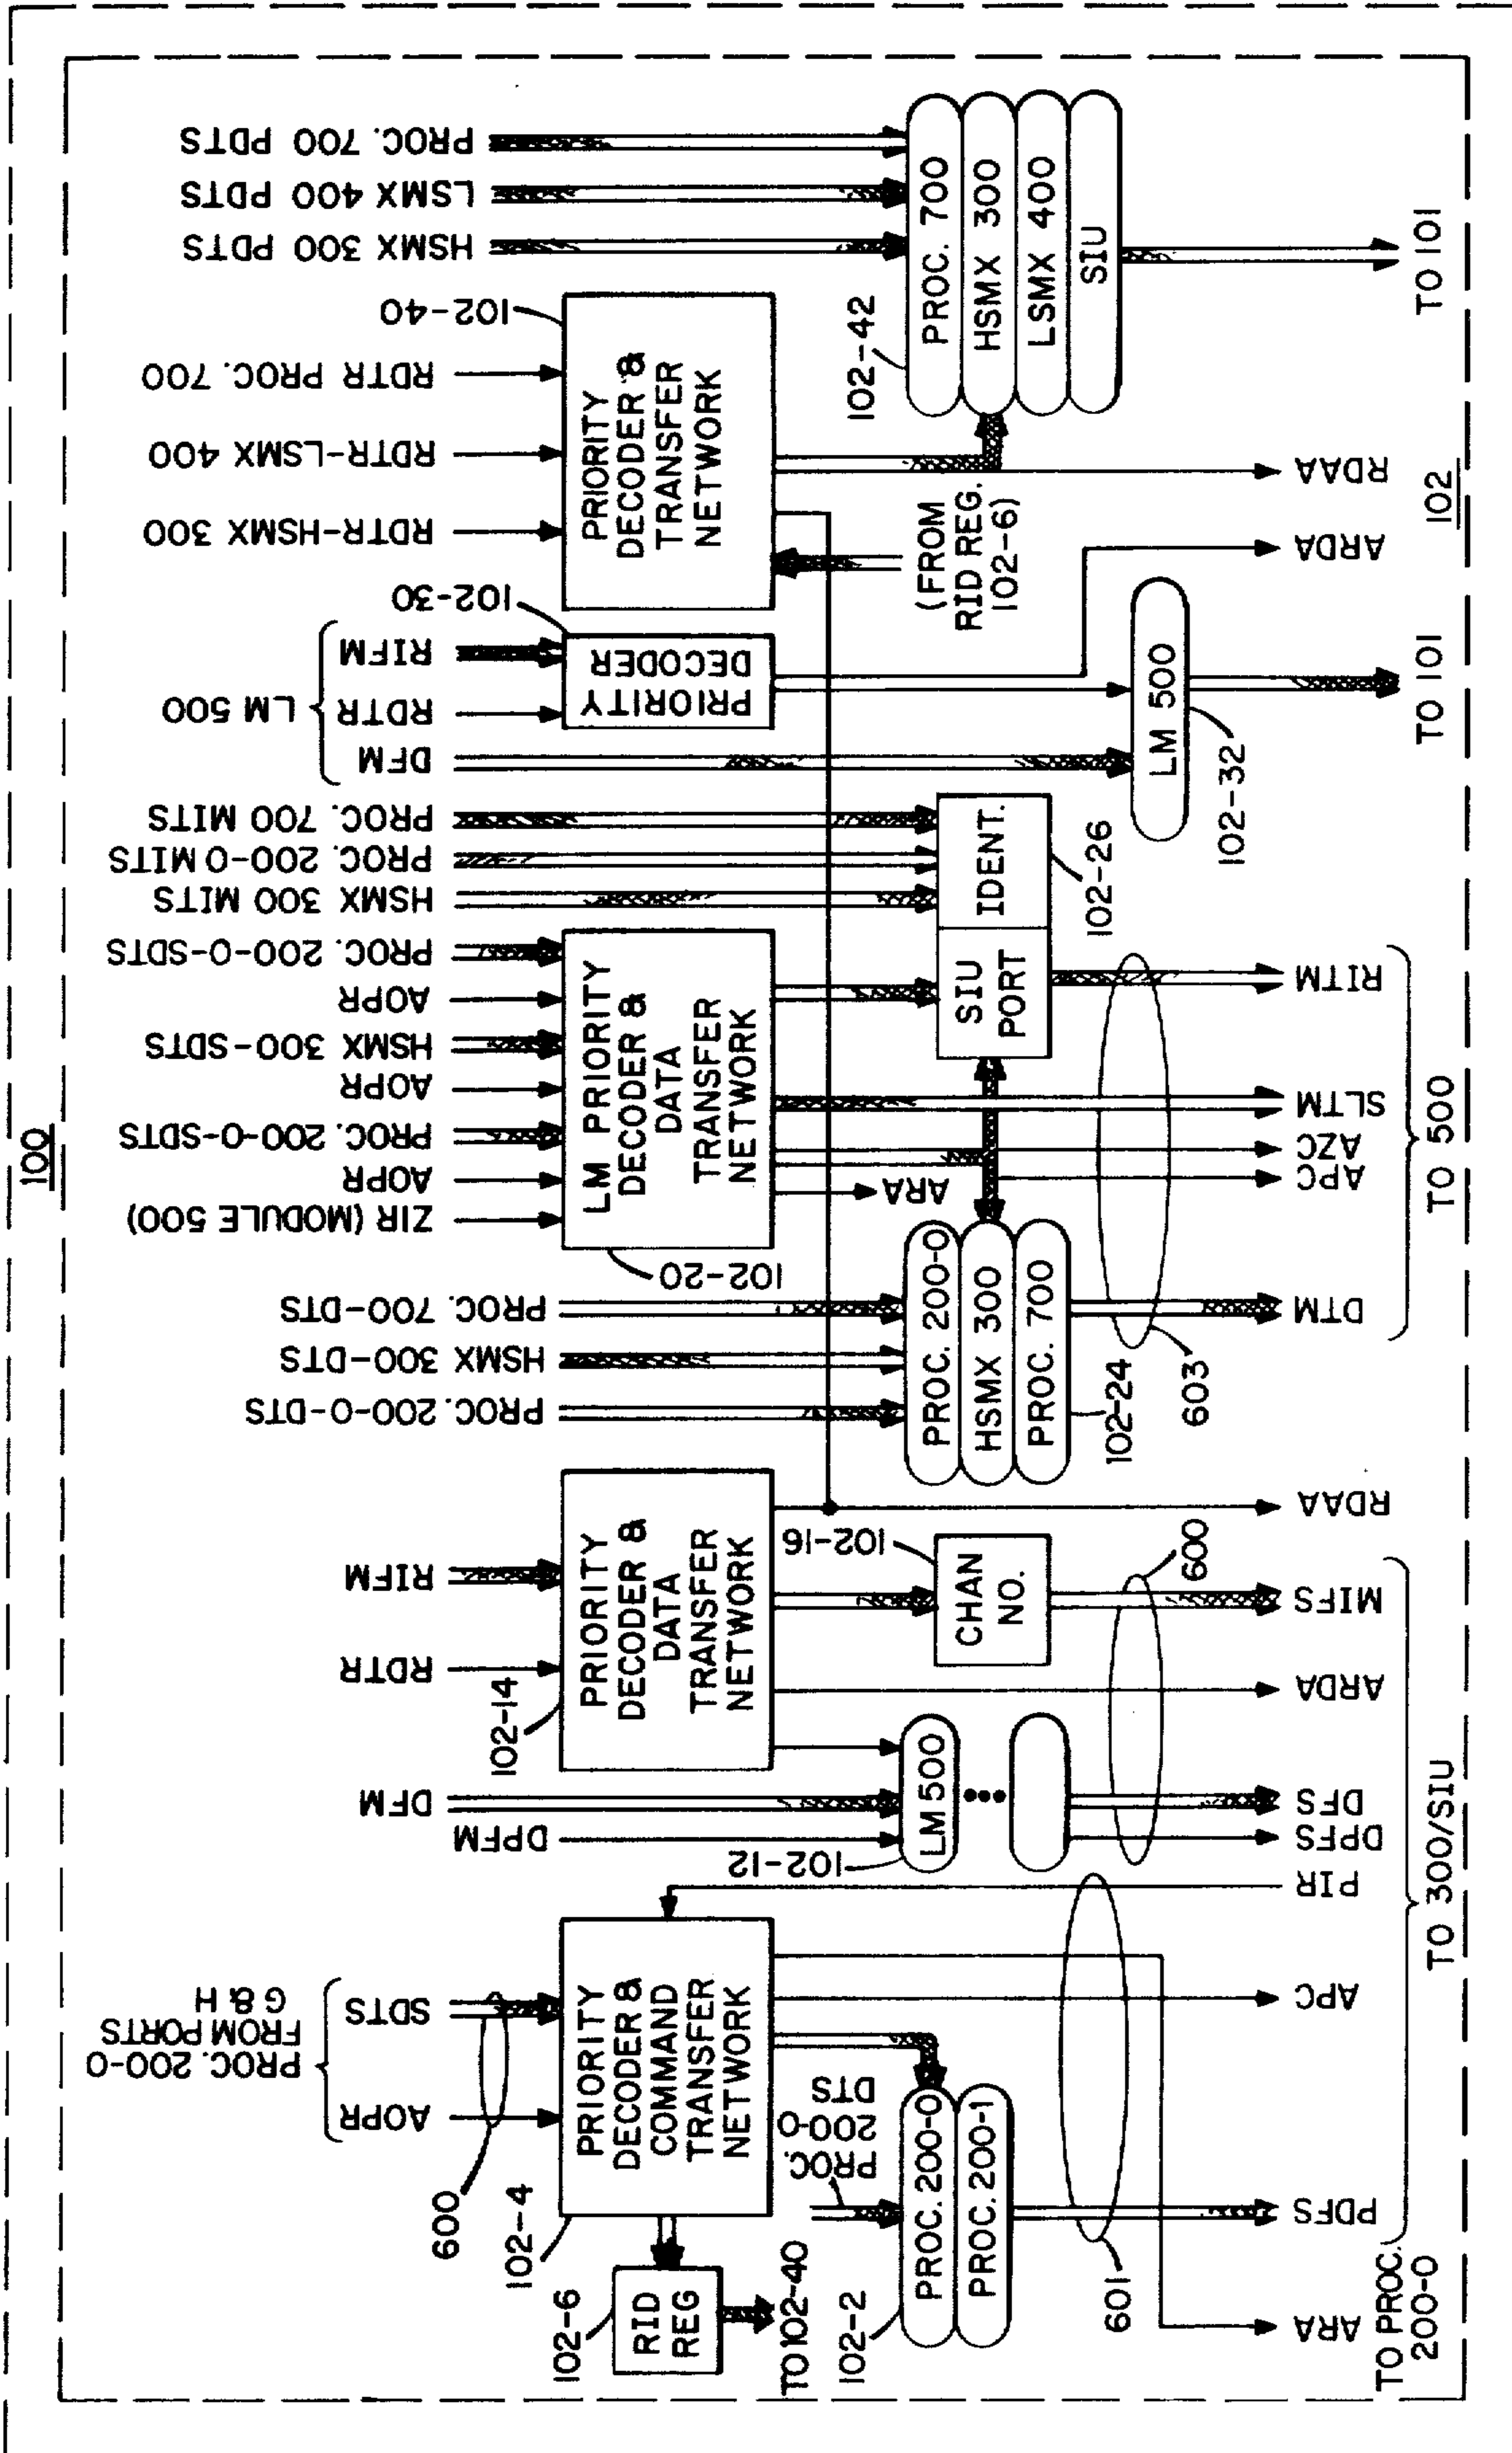 100
PROC. 200-0
FROM PORTS
G & H
AOPR
SDTS
600
102-4
PRIORITY
DECODER &
COMMAND
TRANSFER
NETWORK
102-6
RID
REG
TO 102-40
PROC.
200-0
DTS
102-2
PROC. 200-0
PROC. 200-1
601
ARA
TO PROC.
200-0
PDFS
APC
PIR
DPFM
DFM
RDTR
RIFM
102-14
PRIORITY
DECODER &
DATA
TRANSFER
NETWORK
102-12
LM 500
102-16
CHAN
NO.
600
DPFS
DFS
ARDA
MIFS
RDAA
TO 300/SIU
PROC. 200-0-DTS
HSMX 300-DTS
PROC. 700-DTS
102-20
ZIR (MODULE 500)
AOPR
PROC. 200-0-SDTS
AOPR
HSMX 300-SDTS
AOPR
PROC. 200-0-SDTS
LM PRIORITY
DECODER &
DATA
TRANSFER
NETWORK
ARA
102-24
PROC. 200-0
HSMX 300
PROC. 700
603
HSMX 300 MITS
PROC. 200-0 MITS
PROC. 700 MITS
SIU
PORT
IDENT.
102-26
DTM
APC
AZC
SLTM
RITM
TO 500
DFM
RDTR
RIFM
LM 500
102-30
PRIORITY
DECODER
LM 500
102-32
TO 101
ARDA
RDTR-HSMX 300
RDTR-LSMX 400
RDTR PROC. 700
102-40
PRIORITY
DECODER &
TRANSFER
NETWORK
(FROM
RID REG.
102-6)
RDAA
102
HSMX 300 PDTS
LSMX 400 PDTS
PROC. 700 PDTS
102-42
PROC. 700
HSMX 300
LSMX 400
SIU
TO 101